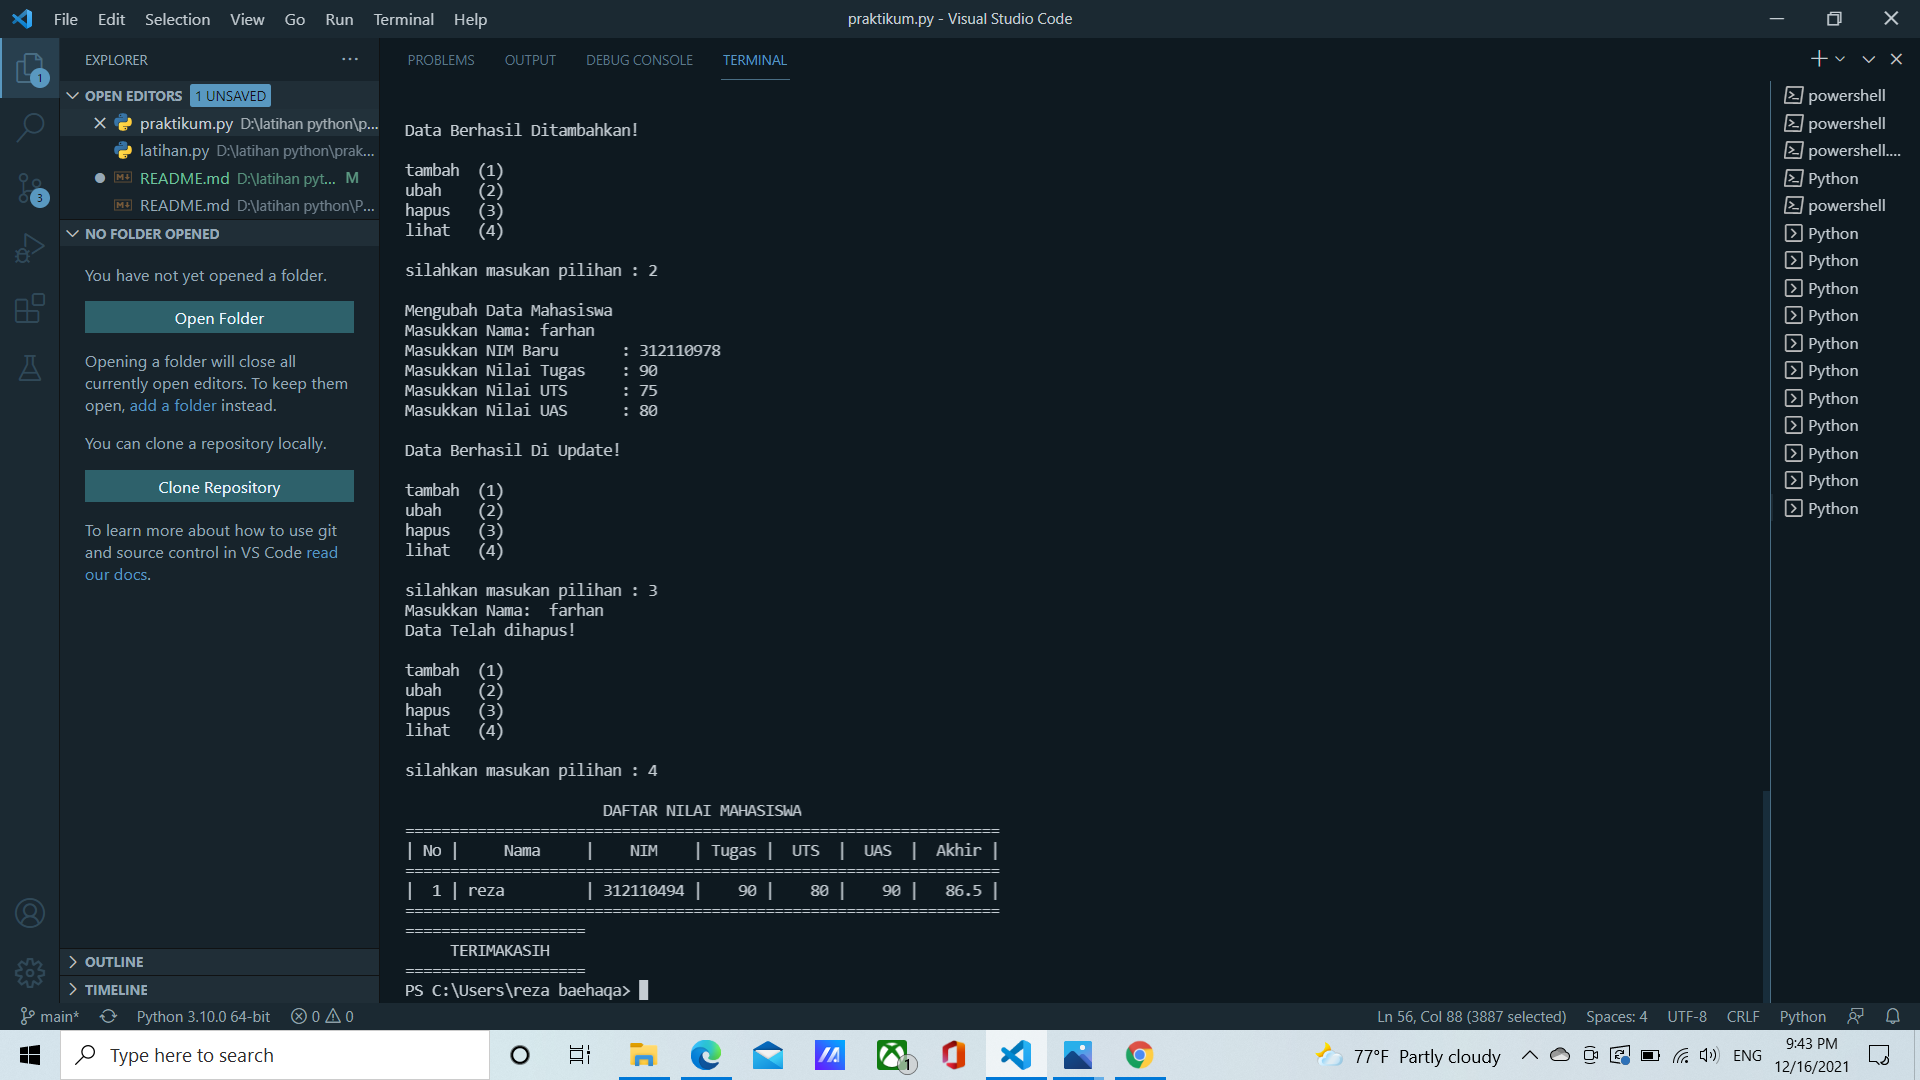 File Edit Selection View Go Run Terminal Help
praktikum.py - Visual Studio Code
EXPLORER
OPEN EDITORS 1 UNSAVED
praktikum.py D:\latihan python\p...
latihan.py D:\latihan python\prak...
README.md D:\latihan pyt... M
README.md D:\latihan python\P...
NO FOLDER OPENED
You have not yet opened a folder.
Open Folder
Opening a folder will close all
currently open editors. To keep them
open, add a folder instead.
You can clone a repository locally.
Clone Repository
To learn more about how to use git
and source control in VS Code read
our docs.
OUTLINE
TIMELINE
1
3
PROBLEMS OUTPUT DEBUG CONSOLE TERMINAL
Data Berhasil Ditambahkan!
tambah (1)
ubah (2)
hapus (3)
lihat (4)
silahkan masukan pilihan : 2
Mengubah Data Mahasiswa
Masukkan Nama: farhan
Masukkan NIM Baru : 312110978
Masukkan Nilai Tugas : 90
Masukkan Nilai UTS : 75
Masukkan Nilai UAS : 80
Data Berhasil Di Update!
tambah (1)
ubah (2)
hapus (3)
lihat (4)
silahkan masukan pilihan : 3
Masukkan Nama: farhan
Data Telah dihapus!
tambah (1)
ubah (2)
hapus (3)
lihat (4)
silahkan masukan pilihan : 4
DAFTAR NILAI MAHASISWA
==================================================================
| No | Nama | NIM | Tugas | UTS | UAS | Akhir |
==================================================================
| 1 | reza | 312110494 | 90 | 80 | 90 | 86.5 |
==================================================================
====================
TERIMAKASIH
====================
PS C:\Users\reza baehaqa>
powershell
powershell
powershell....
Python
powershell
Python
Python
Python
Python
Python
Python
Python
Python
Python
Python
Python
main* Python 3.10.0 64-bit 0 0
Ln 56, Col 88 (3887 selected) Spaces: 4 UTF-8 CRLF Python
Type here to search
1
77°F Partly cloudy
ENG
9:43 PM
12/16/2021